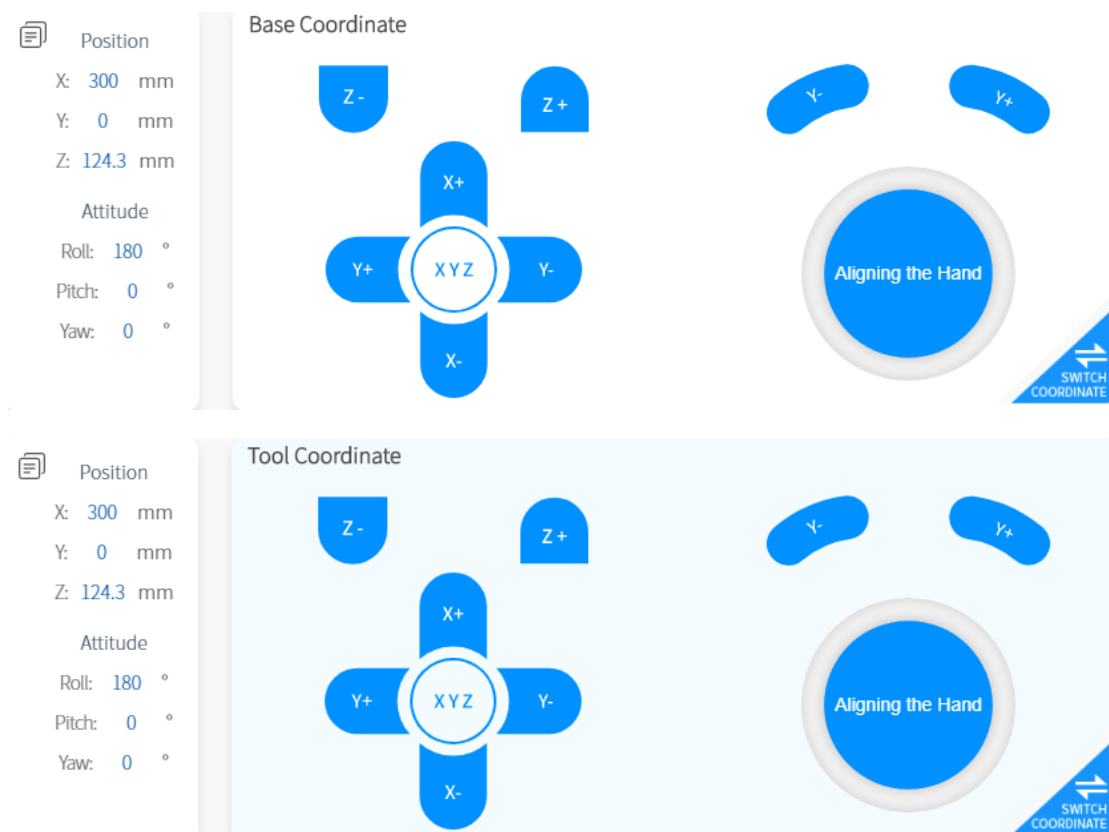 Position
X: 300 mm
Y: 0 mm
Z: 124.3 mm
Attitude
Roll: 180 °
Pitch: 0 °
Yaw: 0 °
Base Coordinate
Z - Z +
Y- Y+
X+
Y+ X Y Z Y-
X-
Aligning the Hand
SWITCH
COORDINATE
Position
X: 300 mm
Y: 0 mm
Z: 124.3 mm
Attitude
Roll: 180 °
Pitch: 0 °
Yaw: 0 °
Tool Coordinate
Z - Z +
Y- Y+
X+
Y+ X Y Z Y-
X-
Aligning the Hand
SWITCH
COORDINATE